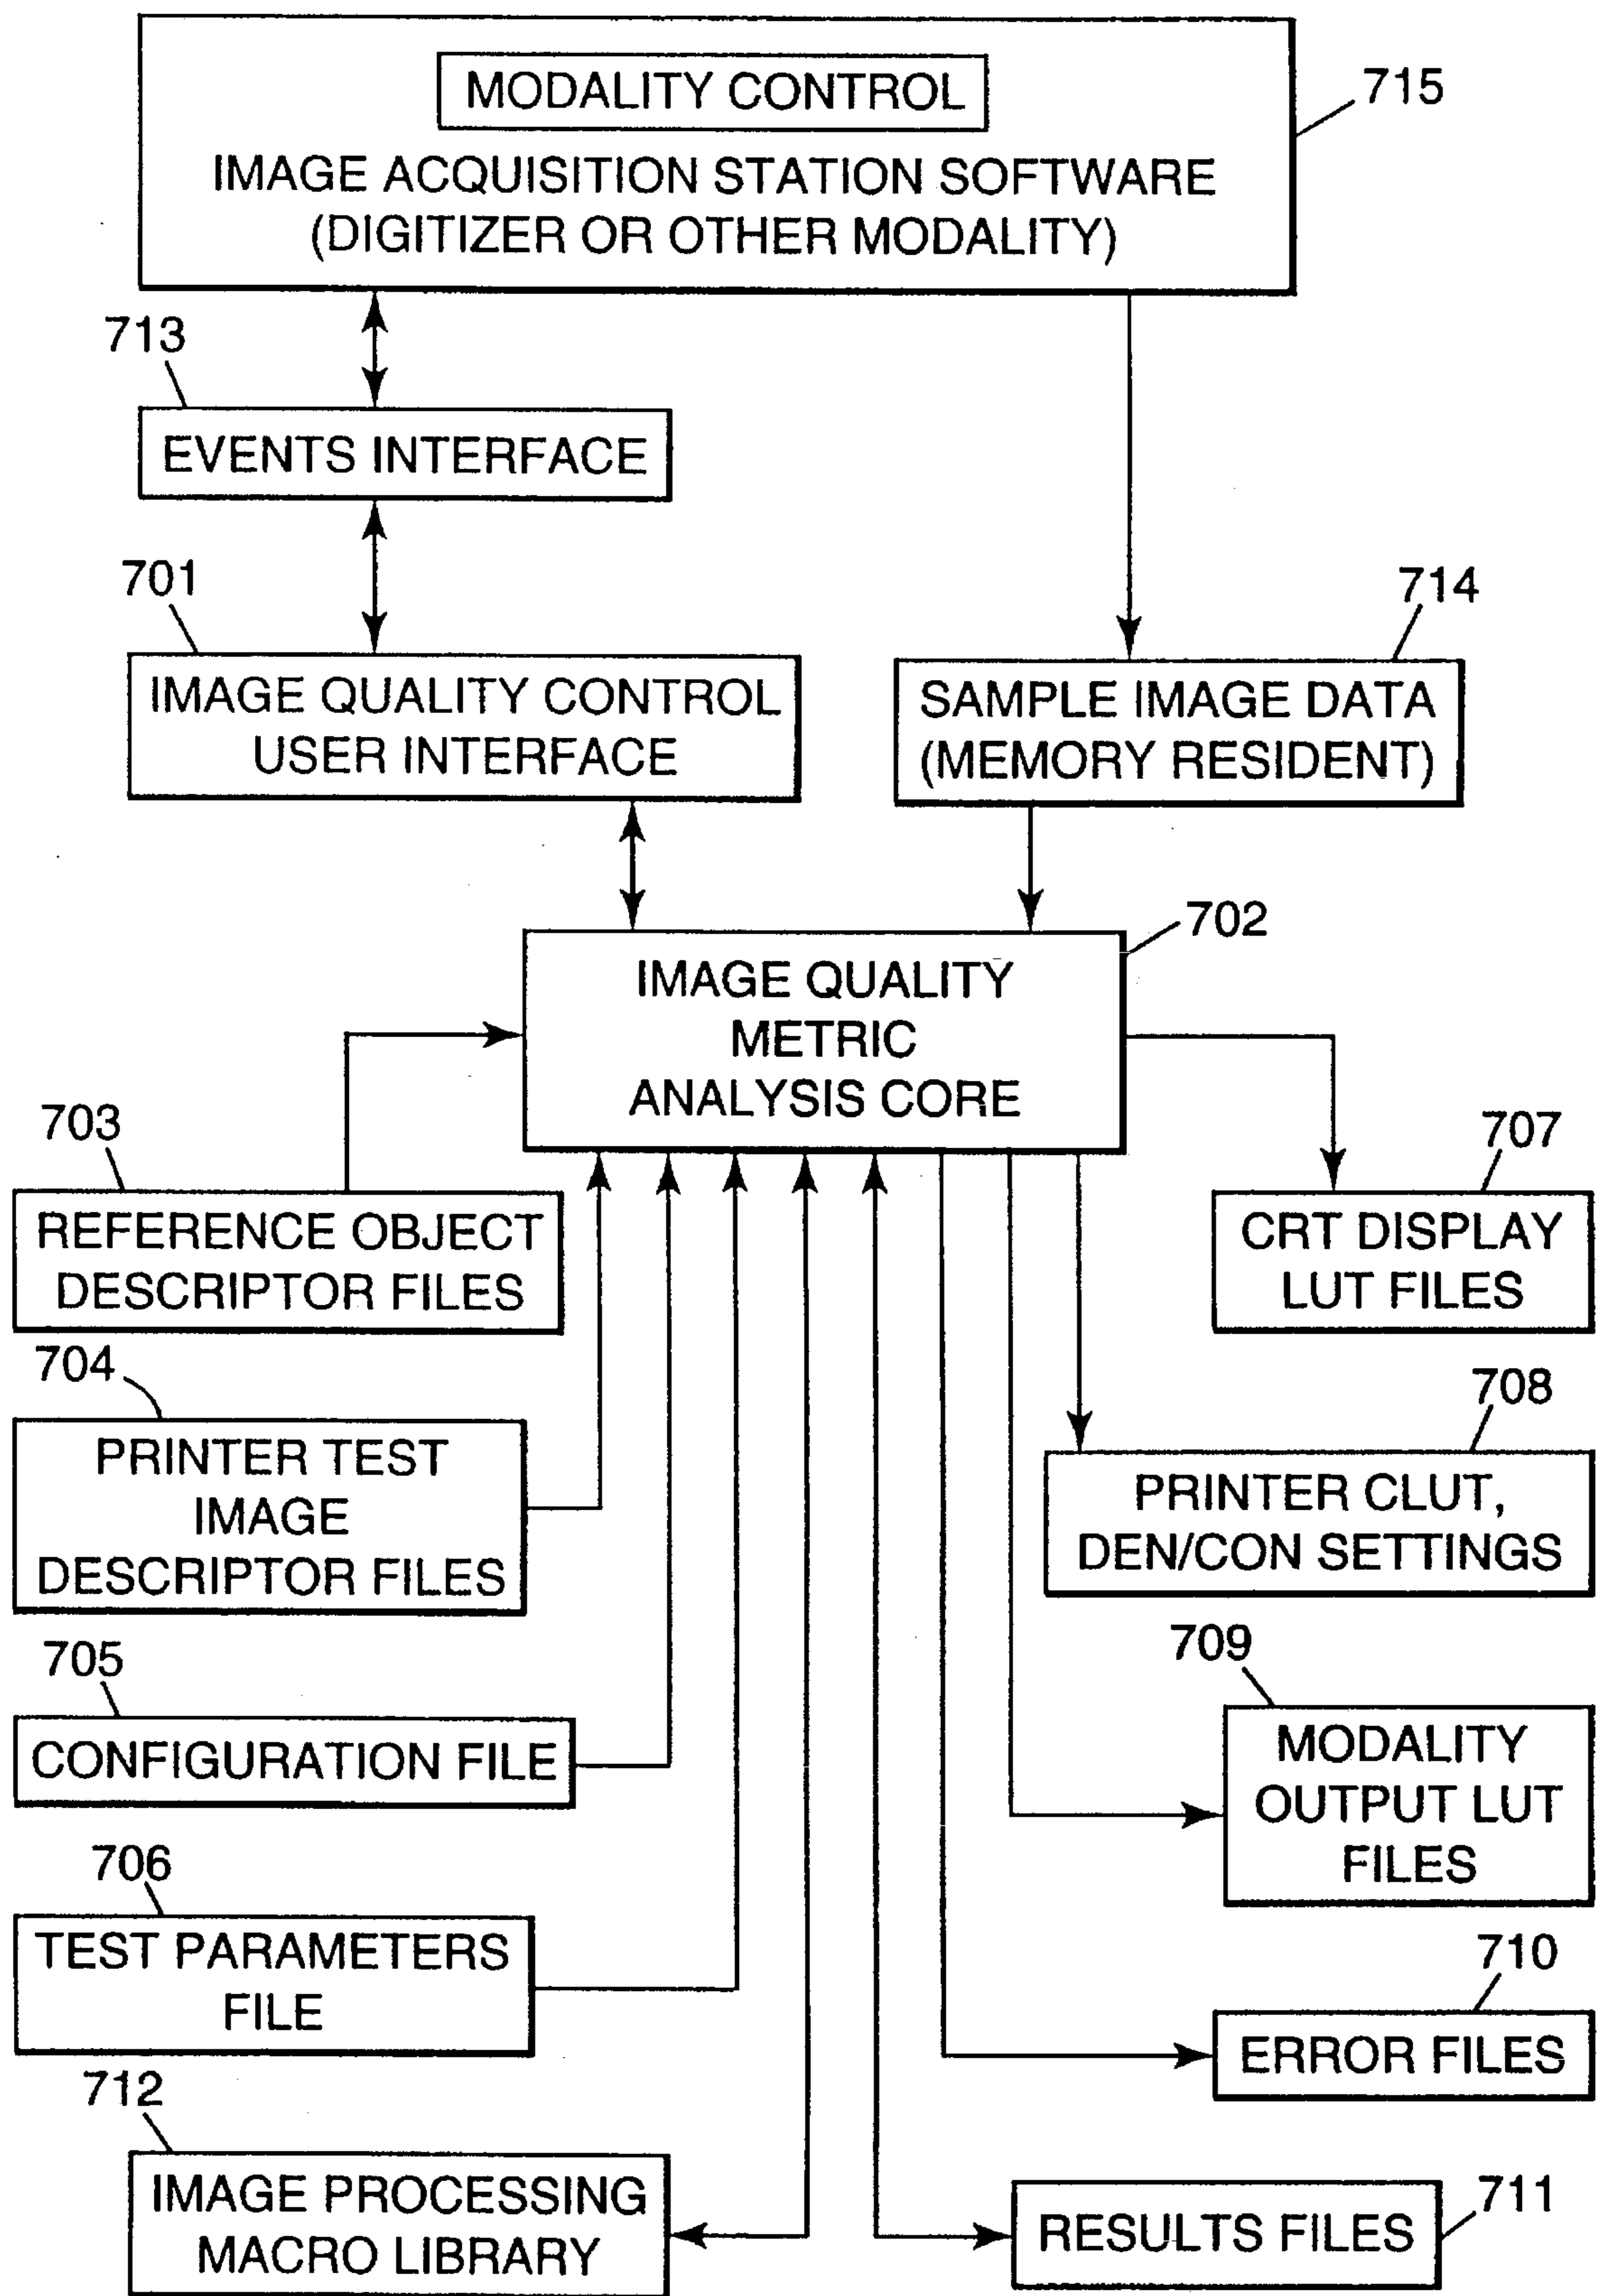 MODALITY CONTROL
715
IMAGE ACQUISITION STATION SOFTWARE
(DIGITIZER OR OTHER MODALITY)
713
EVENTS INTERFACE
701
714
IMAGE QUALITY CONTROL
USER INTERFACE
SAMPLE IMAGE DATA
(MEMORY RESIDENT)
702
IMAGE QUALITY
METRIC
ANALYSIS CORE
703
707
REFERENCE OBJECT
DESCRIPTOR FILES
CRT DISPLAY
LUT FILES
704
708
PRINTER TEST
IMAGE
DESCRIPTOR FILES
PRINTER CLUT,
DEN/CON SETTINGS
705
709
CONFIGURATION FILE
MODALITY
OUTPUT LUT
FILES
706
710
TEST PARAMETERS
FILE
ERROR FILES
712
711
IMAGE PROCESSING
MACRO LIBRARY
RESULTS FILES